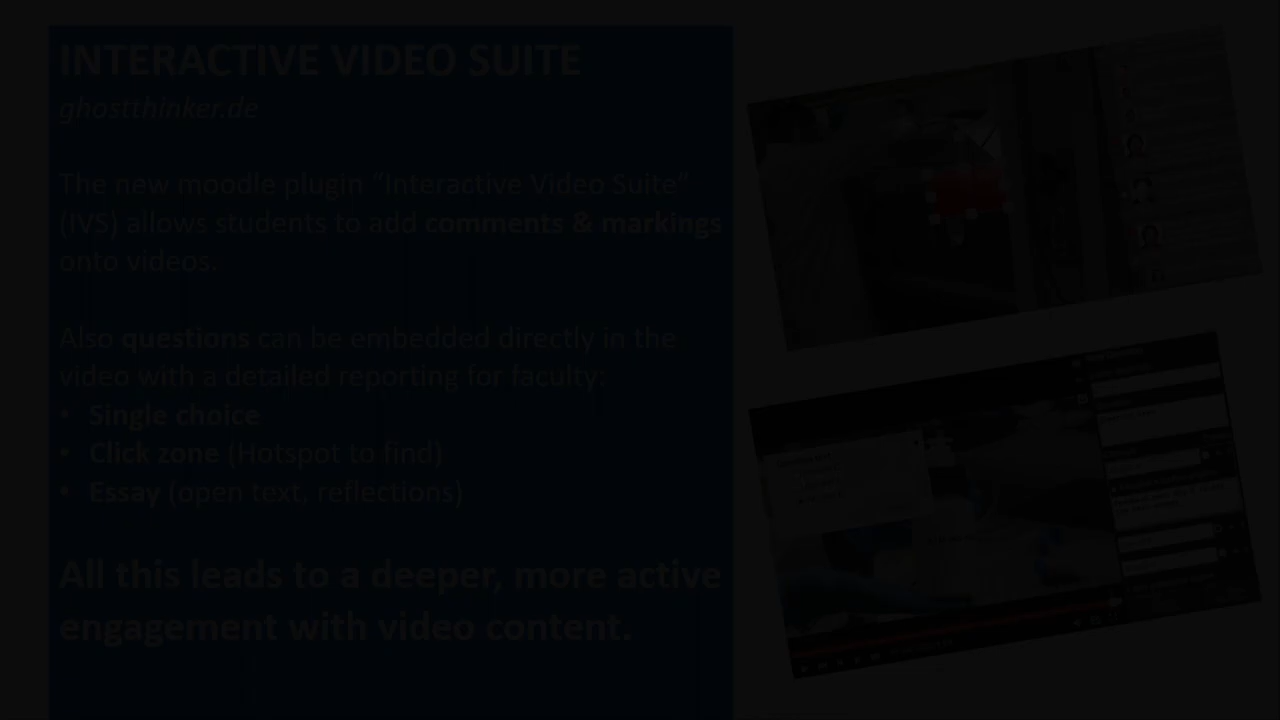 INTERACTIVE VIDEO SUITE
ghostthinker.de
The new moodle plugin “Interactive Video Suite“
(IVS) allows students to add comments & markings
onto videos.
Also questions can be embedded directly in the
video with a detailed reporting for faculty:
• Single choice
• Click zone (Hotspot to find)
• Essay (open text, reflections)
All this leads to a deeper, more active
engagement with video content.